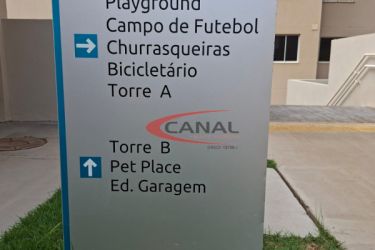 Playground
Campo de Futebol
Churrasqueiras
Bicicletário
Torre A
CANAL
Torre B
Pet Place
Ed. Garagem